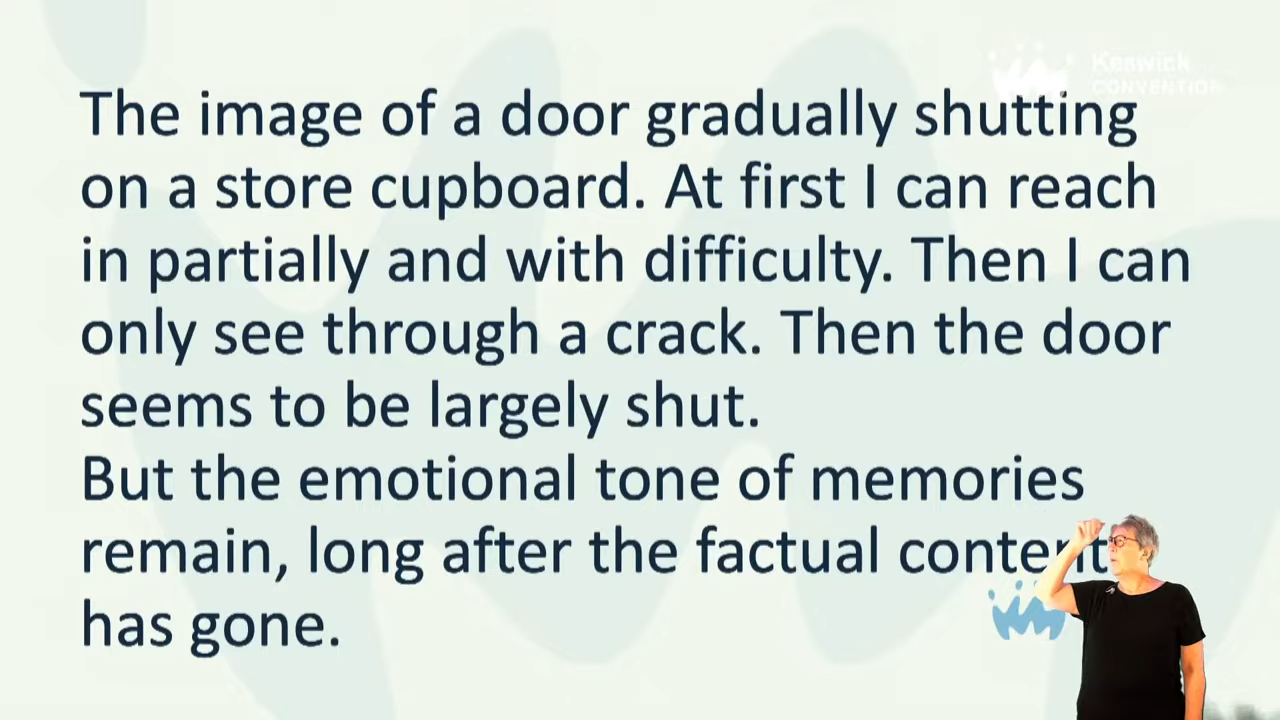 Keswick
CONVENTION
The image of a door gradually shutting
on a store cupboard. At first I can reach
in partially and with difficulty. Then I can
only see through a crack. Then the door
seems to be largely shut.
But the emotional tone of memories
remain, long after the factual content
has gone.